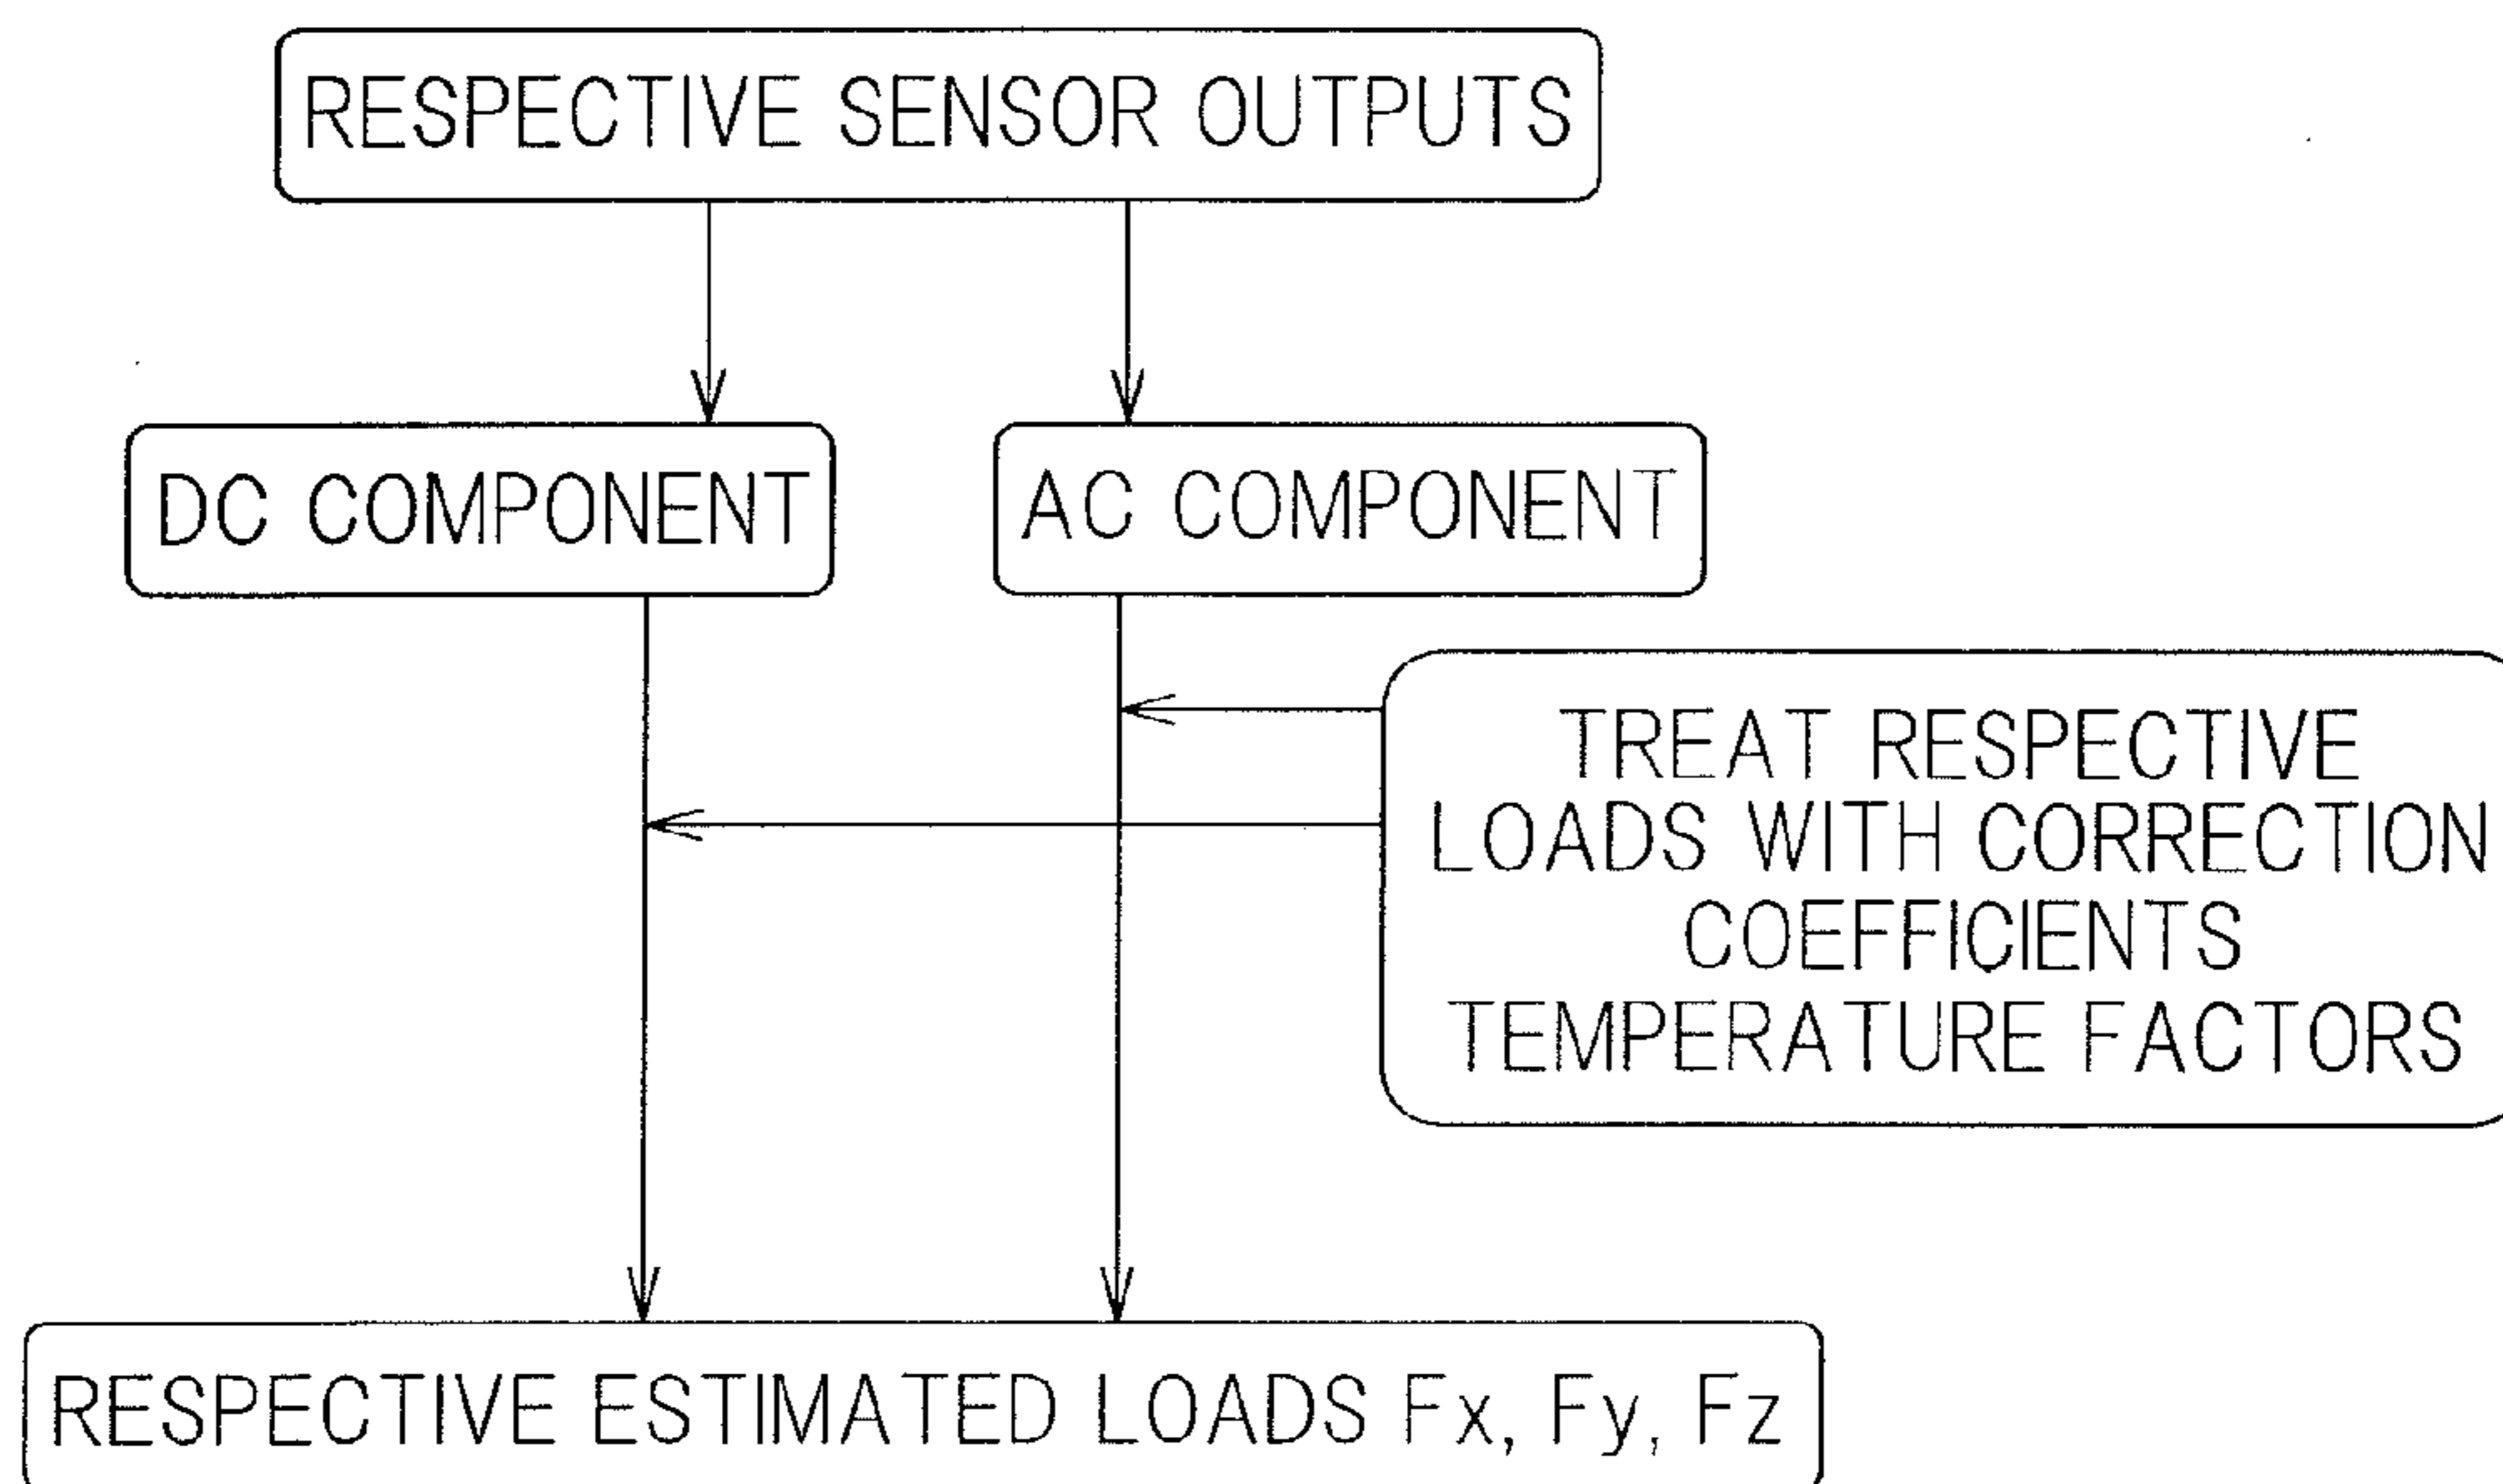 RESPECTIVE SENSOR OUTPUTS
DC COMPONENT
AC COMPONENT
TREAT RESPECTIVE
LOADS WITH CORRECTION
COEFFICIENTS
TEMPERATURE FACTORS
RESPECTIVE ESTIMATED LOADS Fx, Fy, Fz